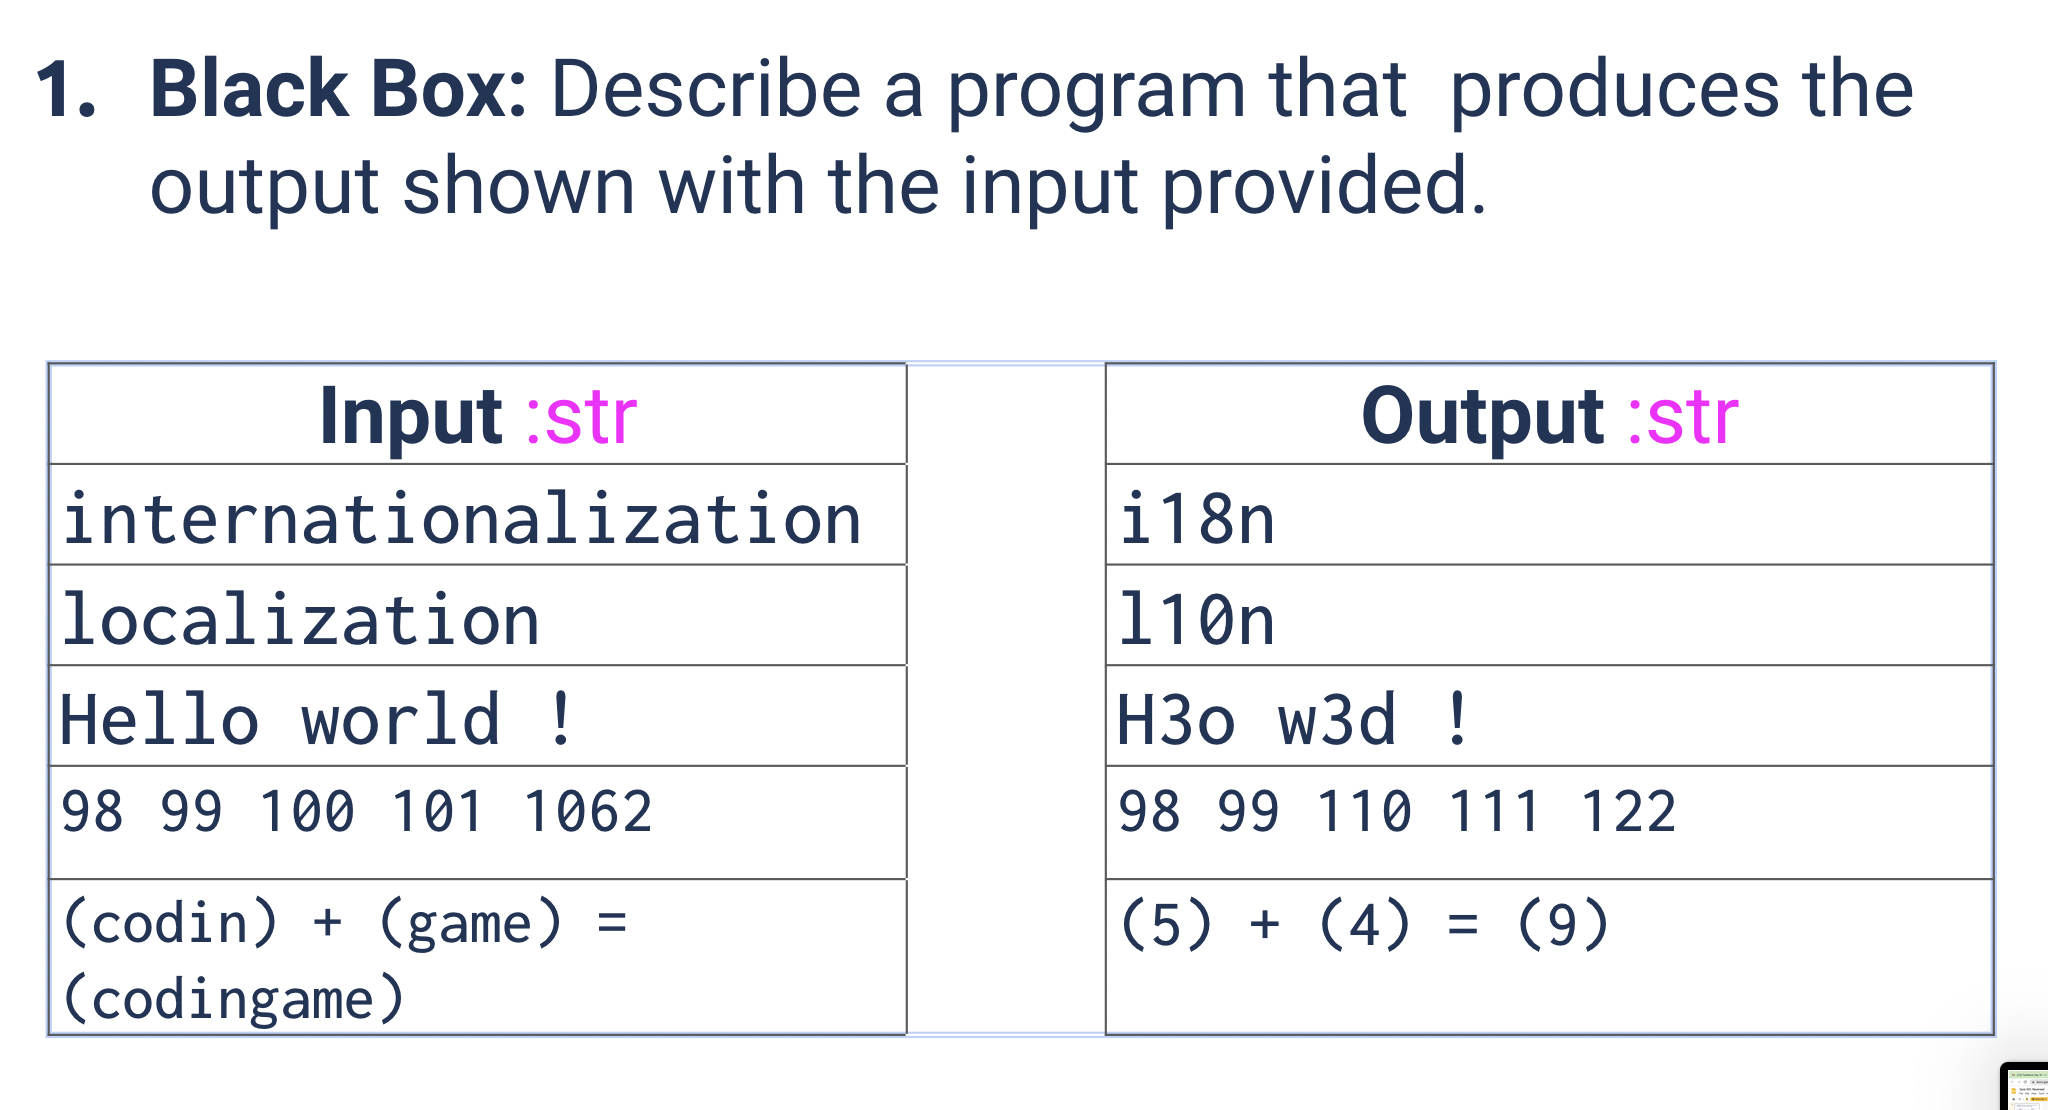 1. Black Box: Describe a program that  produces the
output shown with the input provided.
Input :str
Output :str
internationalization
i18n
localization
l10n
Hello world !
H3o w3d !
98 99 100 101 1062
98 99 110 111 122
(codin) + (game) =
(codingame)
(5) + (4) = (9)